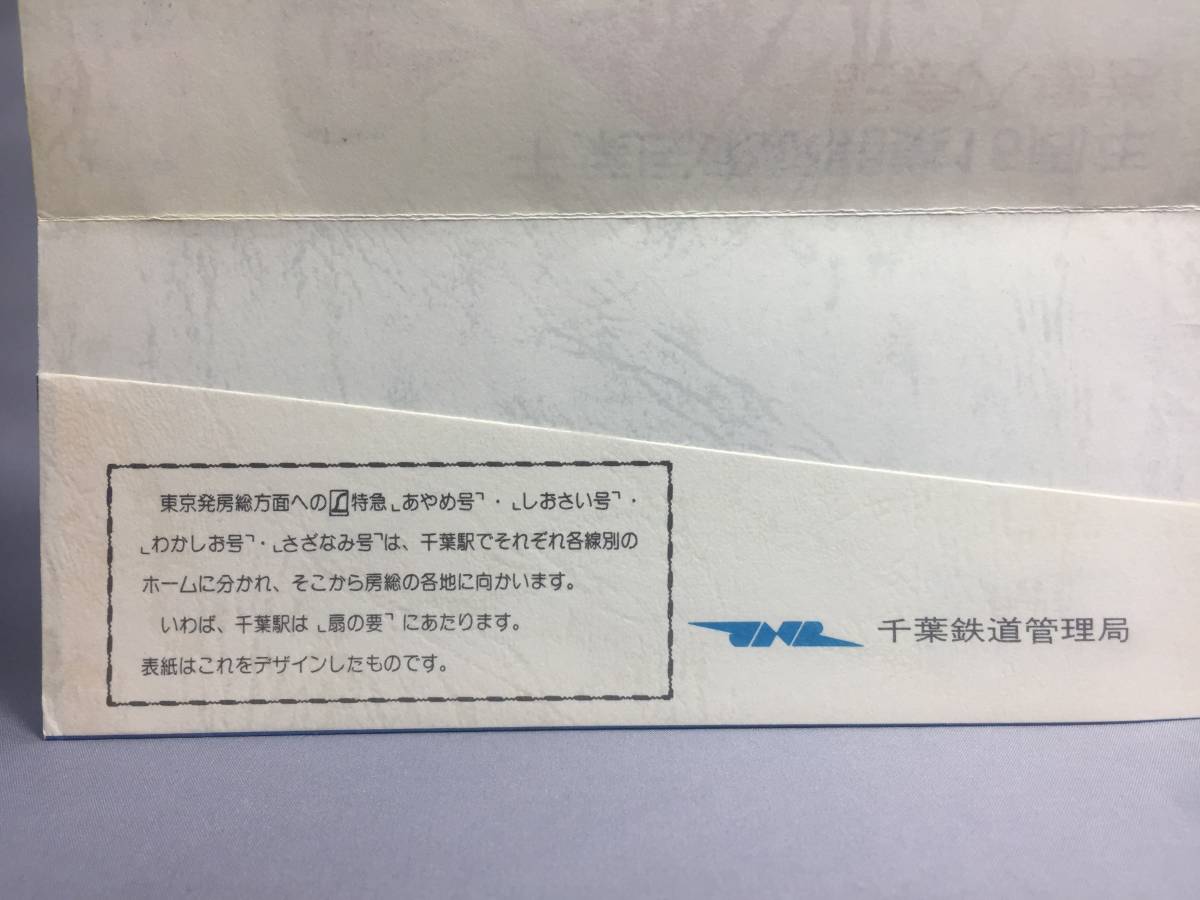 東京発房総方面へのL特急「あやめ号」・「しおさい号」・
「わかしお号」・「さざなみ号」は、千葉駅でそれぞれ各線別の
ホームに分かれ、そこから房総の各地に向かいます。
いわば、千葉駅は「扇の要」にあたります。
表紙はこれをデザインしたものです。
JNR 千葉鉄道管理局